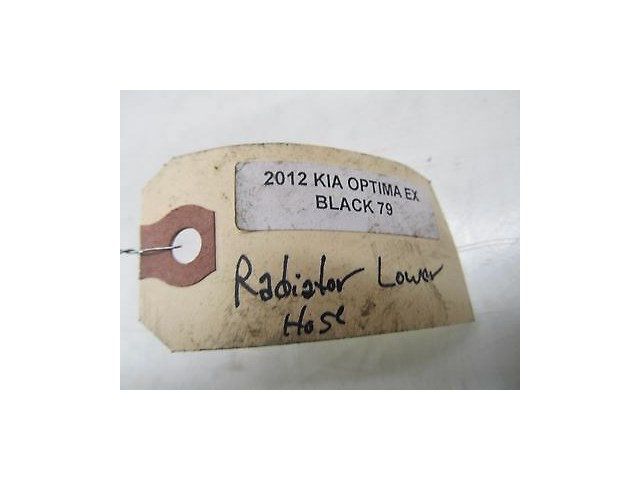 2012 KIA OPTIMA EX
BLACK 79
Radiator Lower
Hose